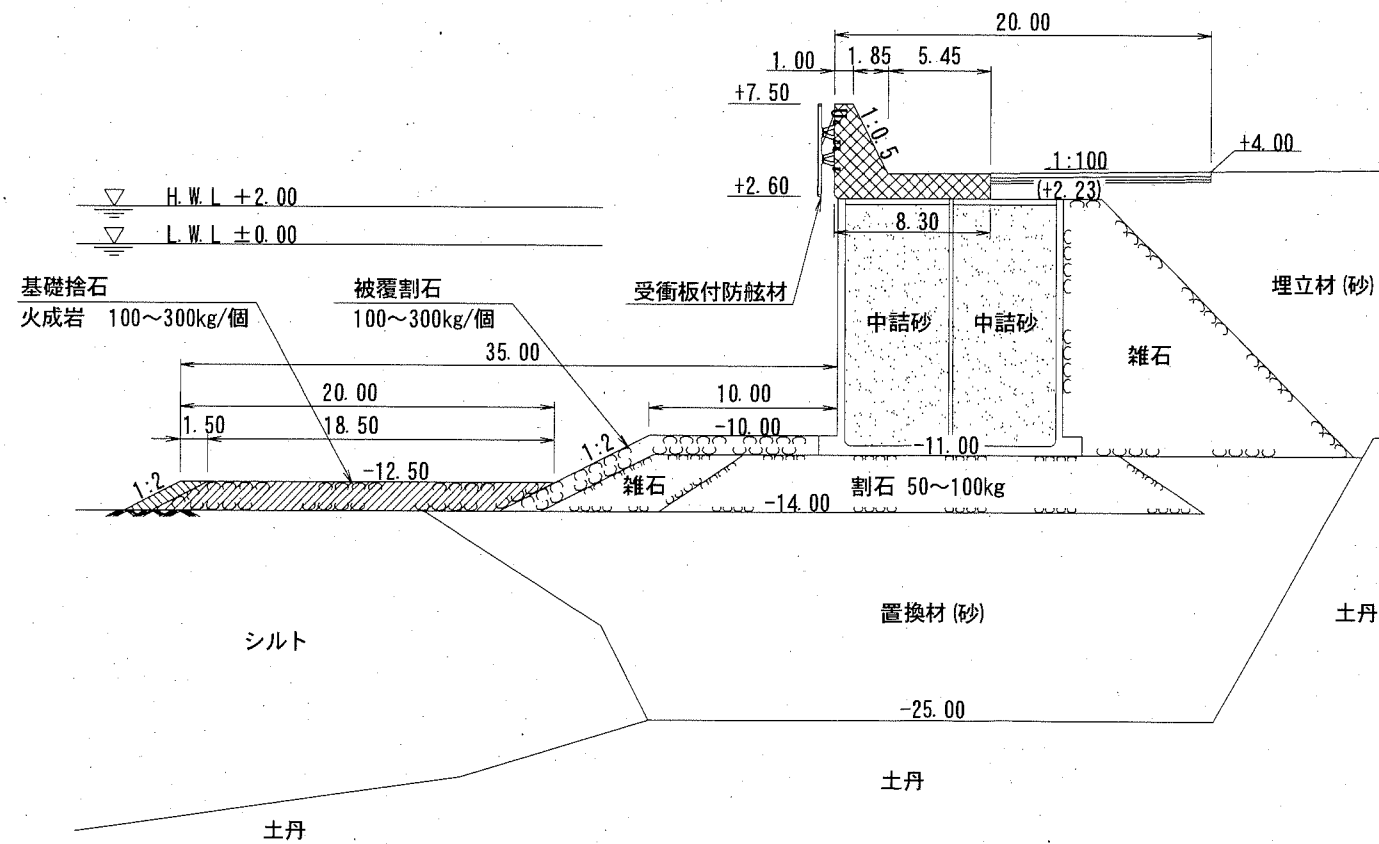 20.00
1.00
1.85
5.45
+7.50
1:0.5
+4.00
1:100
+2.60
(+2.23)
H.W.L +2.00
8.30
L.W.L ±0.00
基礎捨石
火成岩 100～300kg/個
被覆割石
100～300kg/個
受衝板付防舷材
埋立材(砂)
中詰砂
中詰砂
雑石
35.00
20.00
10.00
1.50
18.50
-10.00
1:2
-11.00
-12.50
1:2
雑石
割石 50～100kg
-14.00
置換材(砂)
土丹
シルト
-25.00
土丹
土丹